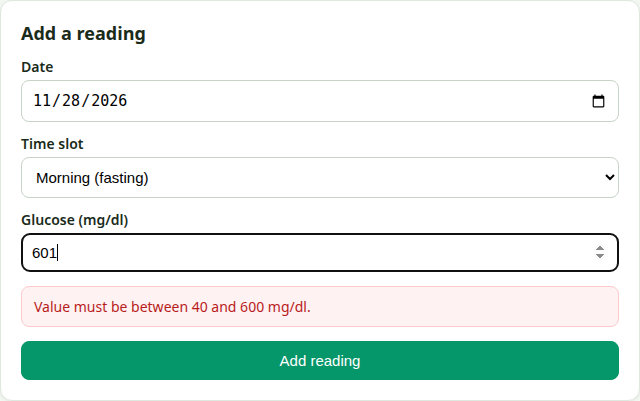 Add a reading
Date
11/28/2026
Time slot
Morning (fasting)
Glucose (mg/dl)
601
Value must be between 40 and 600 mg/dl.
Add reading